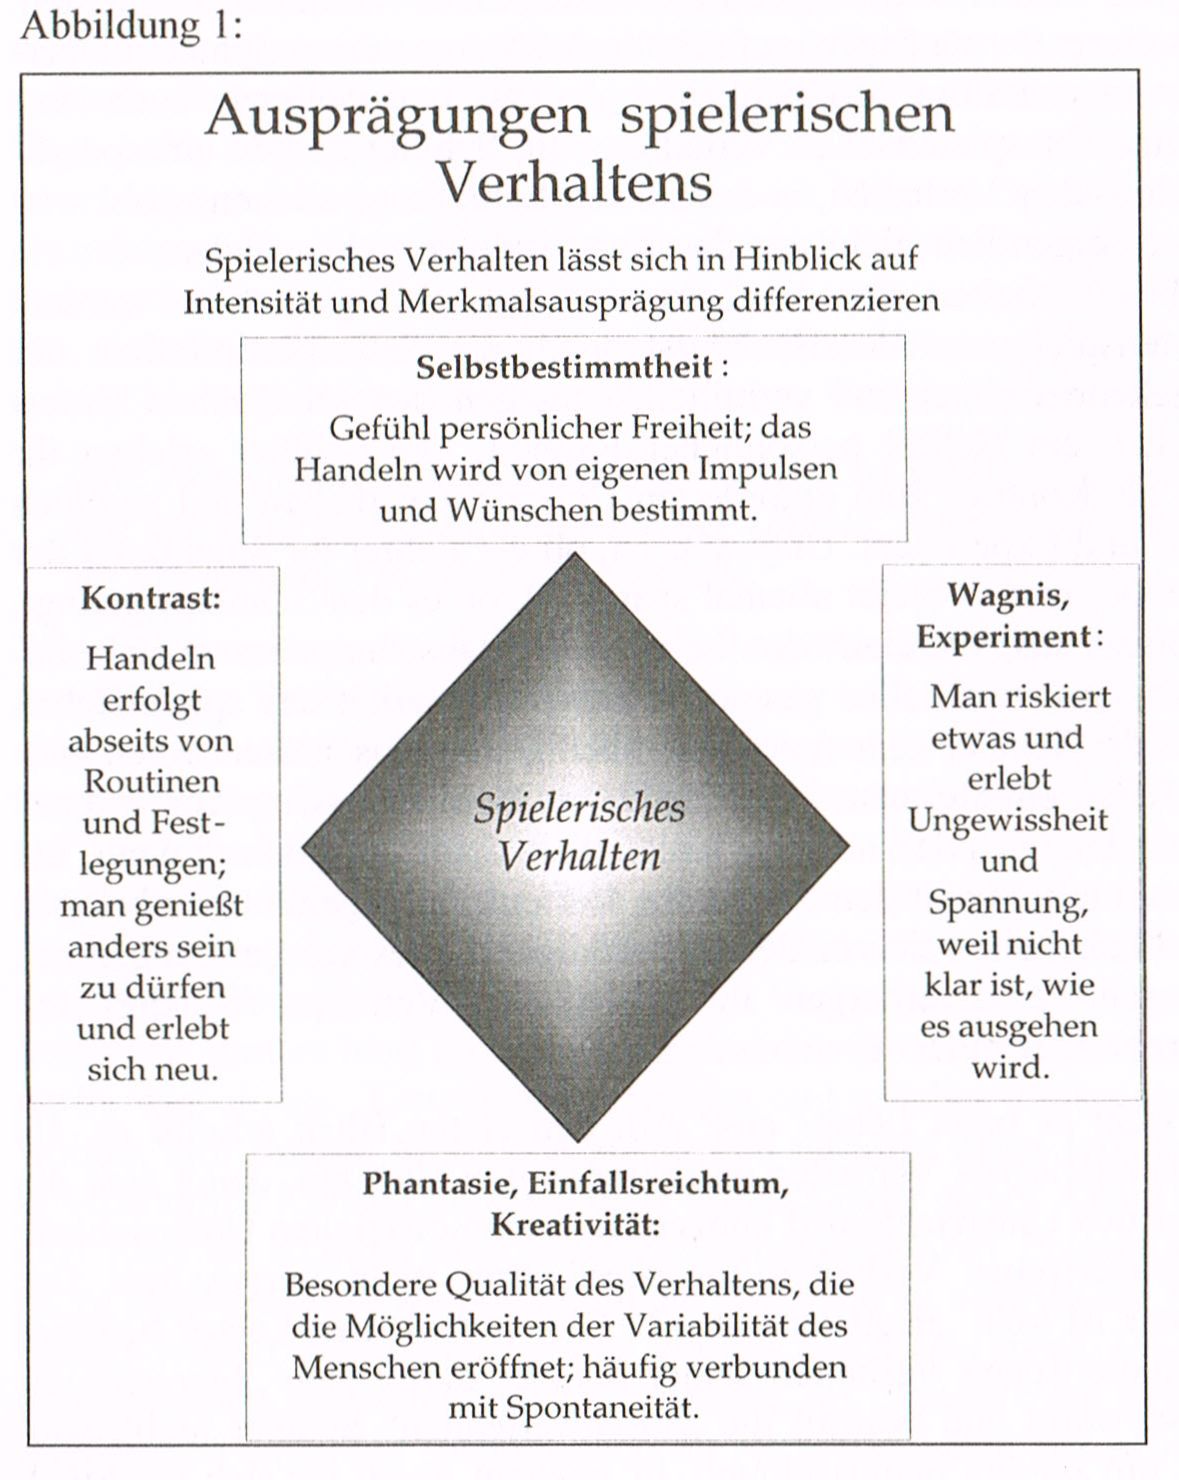 Abbildung 1:
Ausprägungen spielerischen
Verhaltens
Spielerisches Verhalten lässt sich in Hinblick auf
Intensität und Merkmalsausprägung differenzieren
Selbstbestimmtheit :
Gefühl persönlicher Freiheit; das
Handeln wird von eigenen Impulsen
und Wünschen bestimmt.
Kontrast:
Handeln
erfolgt
abseits von
Routinen
und Fest-
legungen;
man genießt
anders sein
zu dürfen
und erlebt
sich neu.
Spielerisches
Verhalten
Wagnis,
Experiment :
Man riskiert
etwas und
erlebt
Ungewissheit
und
Spannung,
weil nicht
klar ist, wie
es ausgehen
wird.
Phantasie, Einfallsreichtum,
Kreativität:
Besondere Qualität des Verhaltens, die
die Möglichkeiten der Variabilität des
Menschen eröffnet; häufig verbunden
mit Spontaneität.